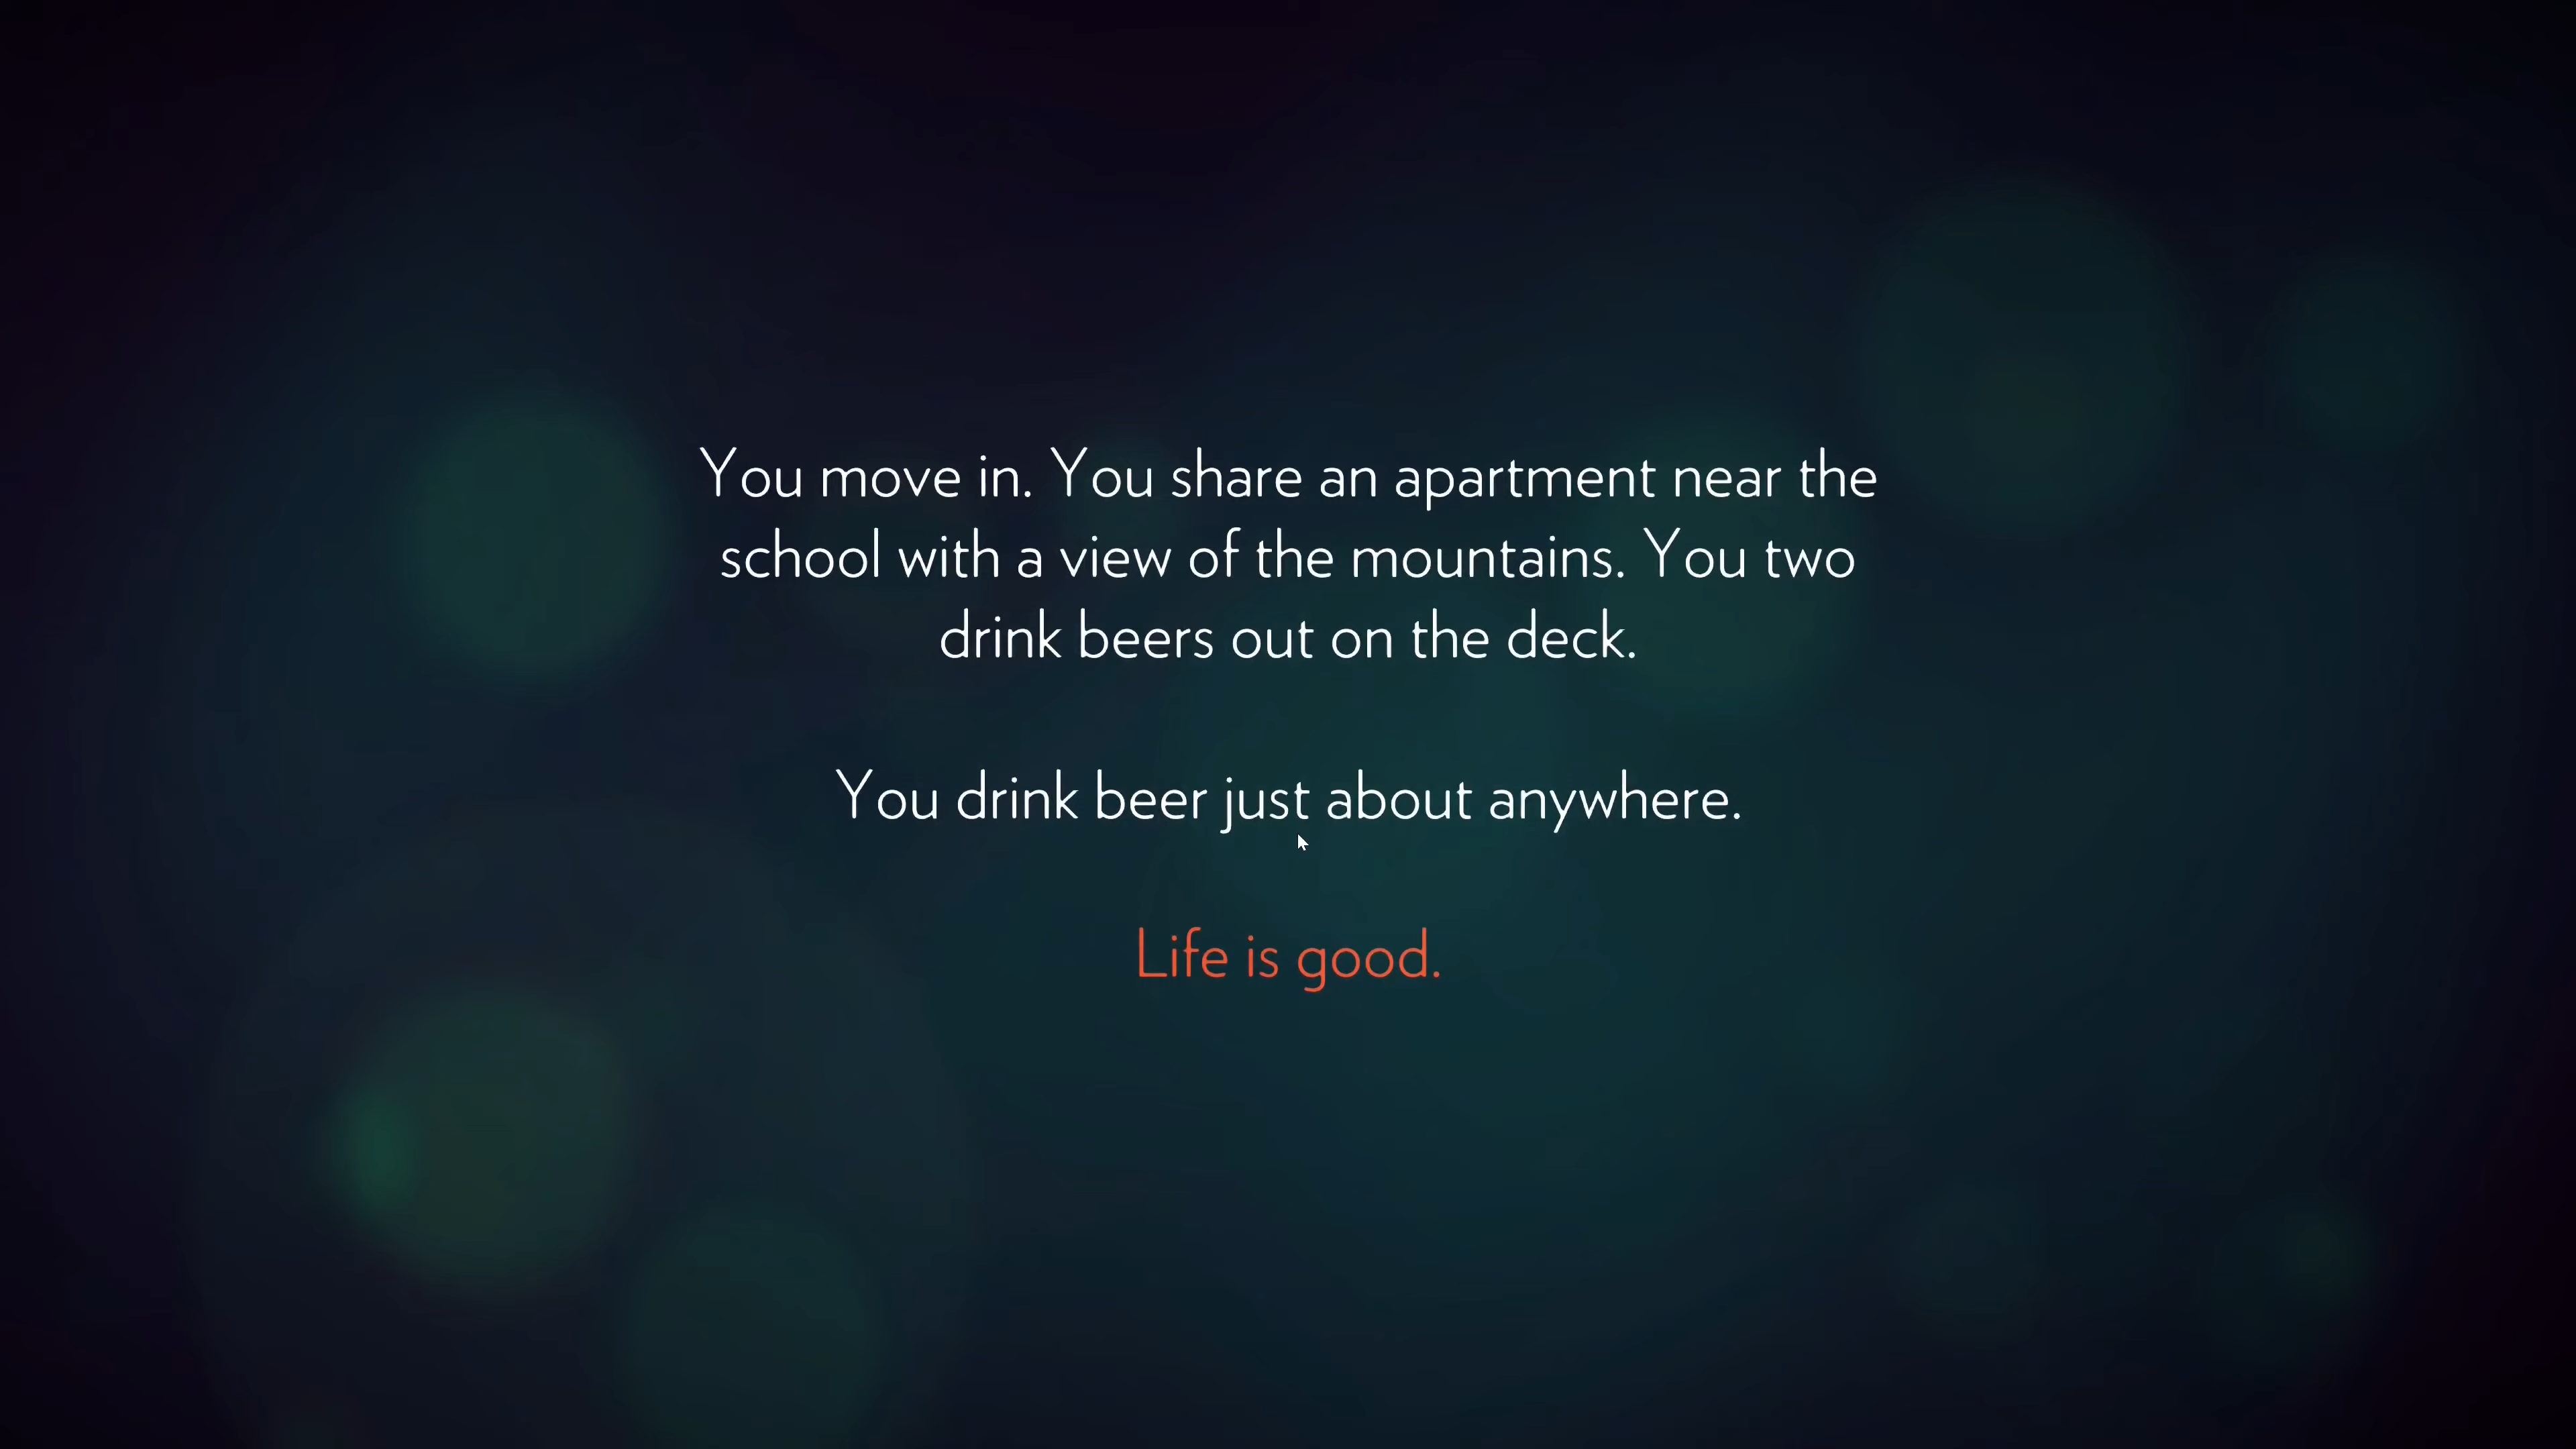 You move in. You share an apartment near the
school with a view of the mountains. You two
drink beers out on the deck.
You drink beer just about anywhere.
Life is good.